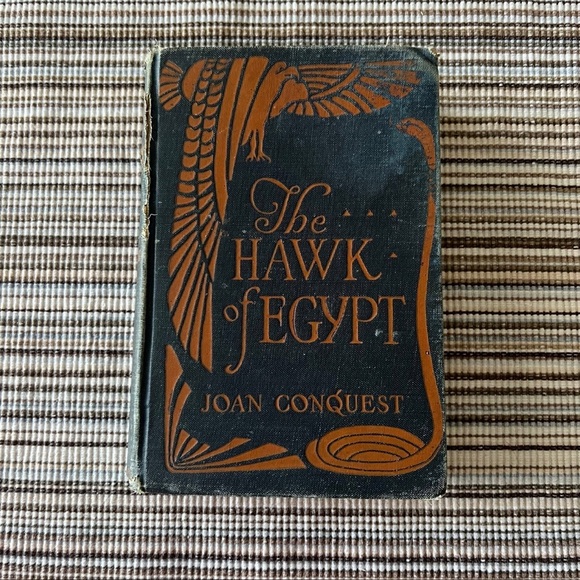 The
HAWK
of EGYPT
JOAN CONQUEST